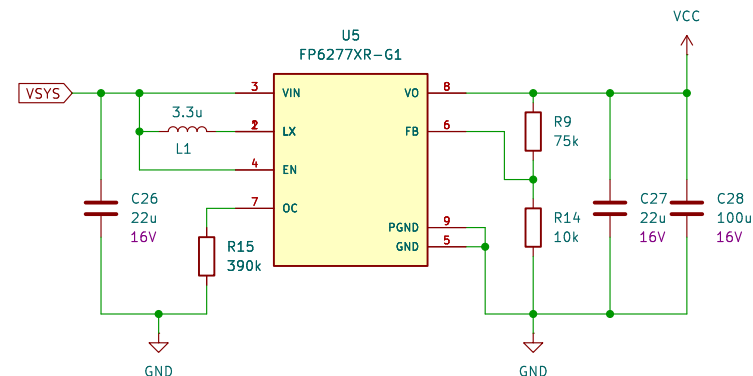 VCC
U5
FP6277XR-G1
VSYS
3
VIN
VO
8
3.3u
L1
2
LX
FB
6
R9
75k
4
EN
C26
22u
16V
7
OC
R15
390k
PGND
9
GND
5
R14
10k
C27
22u
16V
C28
100u
16V
GND
GND